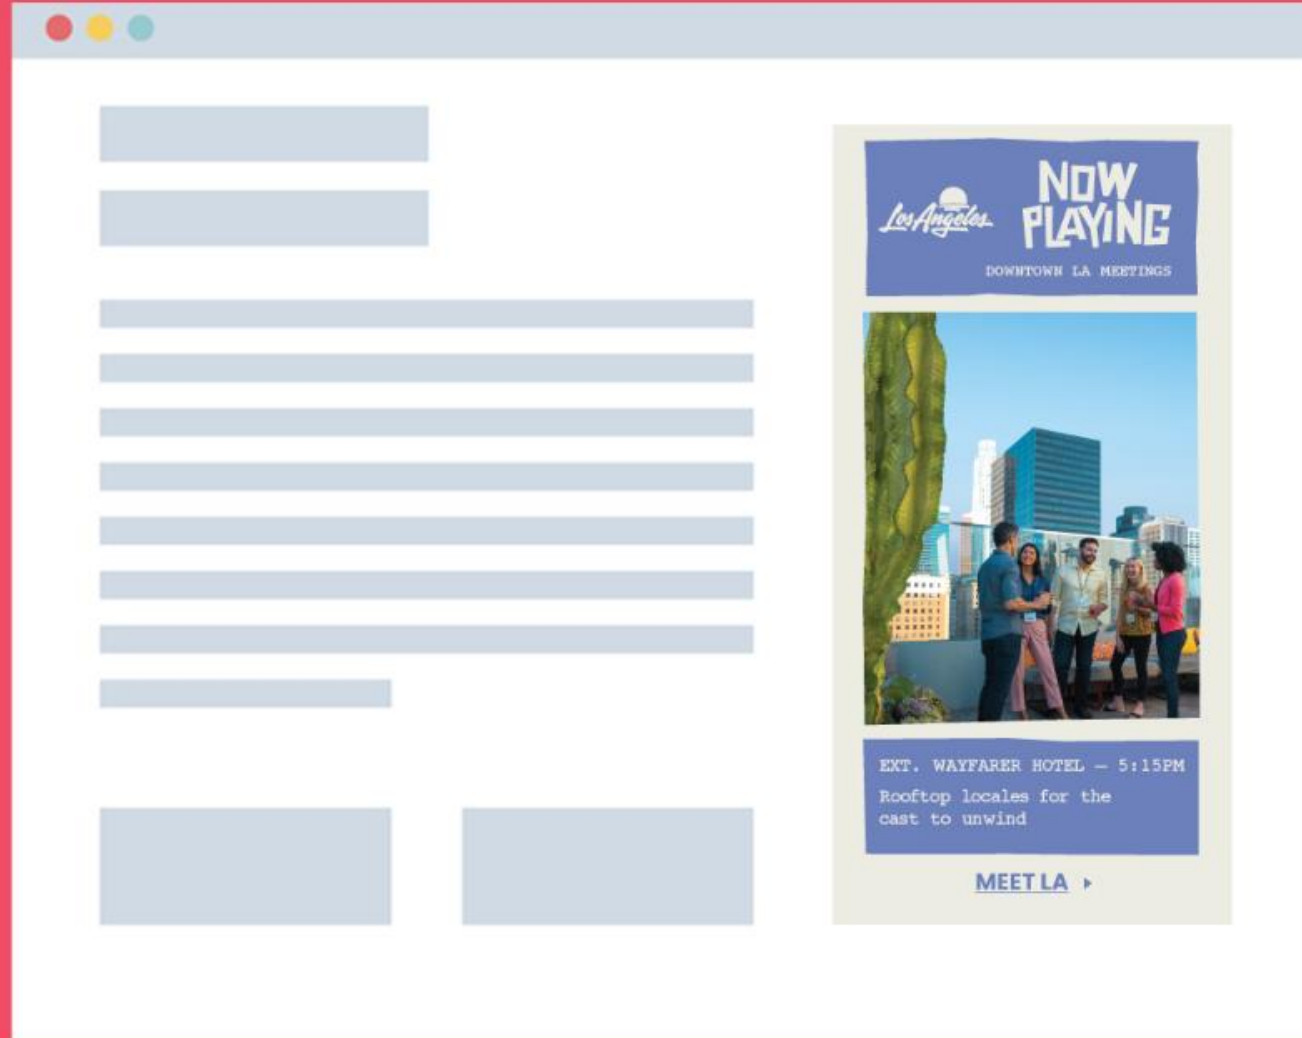 Los Angeles
NOW
PLAYING
DOWNTOWN LA MEETINGS
EXT. WAYFARER HOTEL — 5:15PM
Rooftop locales for the
cast to unwind
MEET LA